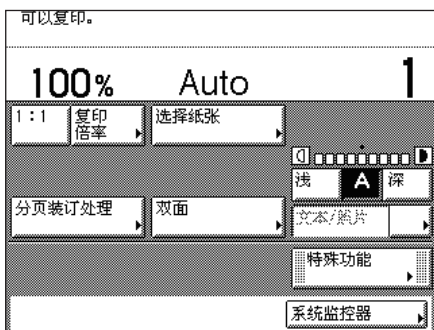 可以复印。
100% Auto 1
1:1 复印倍率 选择纸张
浅 A 深
分页装订处理 双面 文本/照片
特殊功能
系统监控器